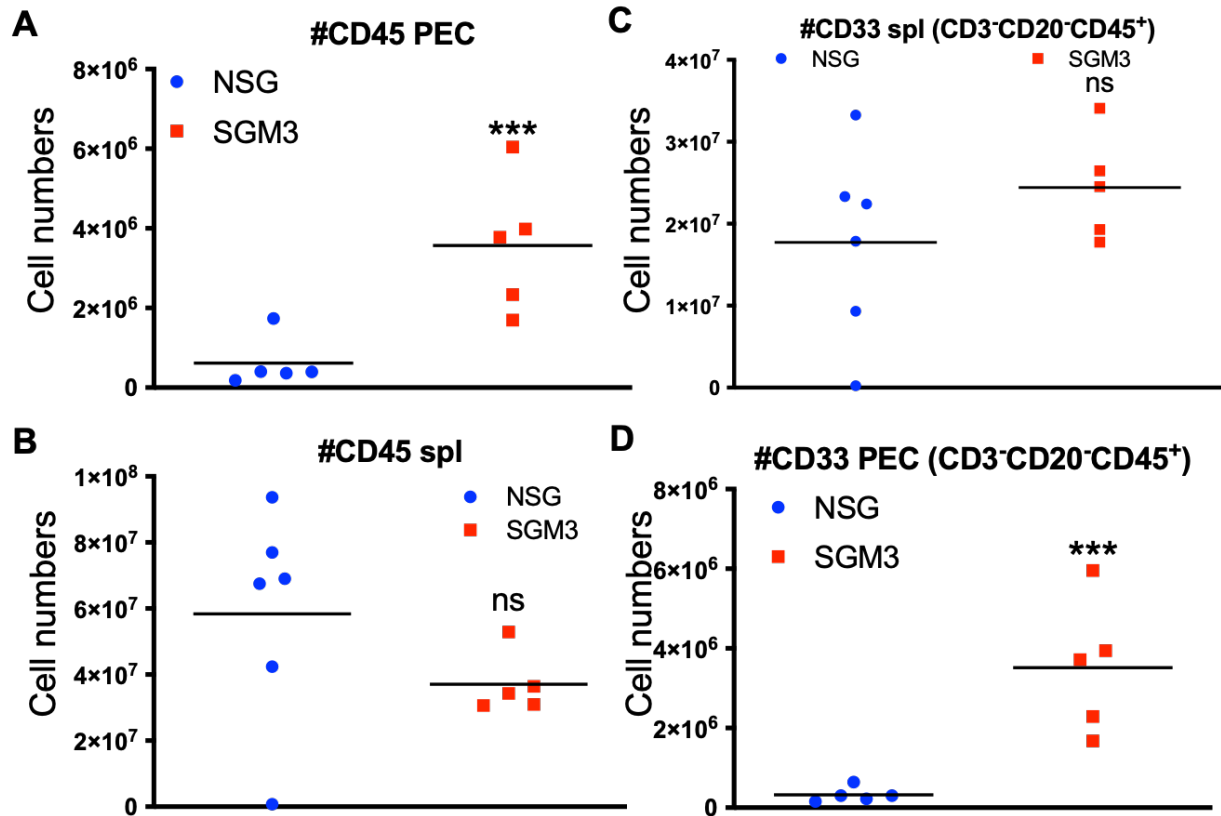 A
#CD45 PEC
8×10⁶
6×10⁶
4×10⁶
2×10⁶
0
Cell numbers
NSG
SGM3
***
B
#CD45 spl
1×10⁸
8×10⁷
6×10⁷
4×10⁷
2×10⁷
0
Cell numbers
NSG
SGM3
ns
C
#CD33 spl (CD3⁻CD20⁻CD45⁺)
4×10⁷
3×10⁷
2×10⁷
1×10⁷
0
Cell numbers
NSG
SGM3
ns
D
#CD33 PEC (CD3⁻CD20⁻CD45⁺)
8×10⁶
6×10⁶
4×10⁶
2×10⁶
0
Cell numbers
NSG
SGM3
***